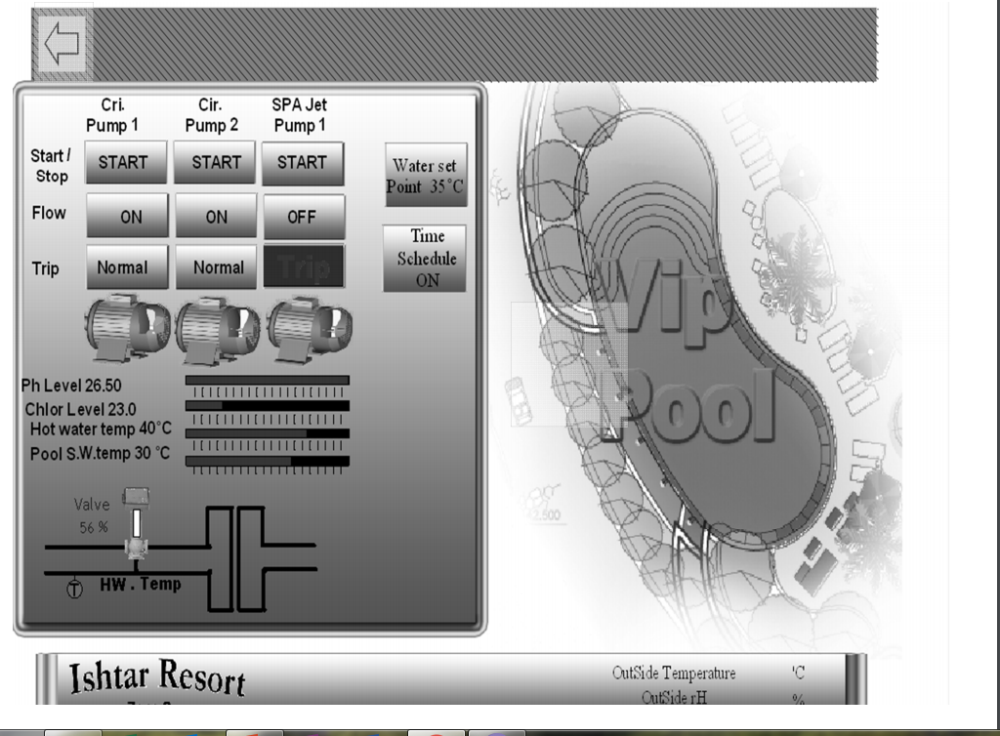 Cri.
Pump 1
Cir.
Pump 2
SPA Jet
Pump 1
Start /
Stop
START
START
START
Flow
ON
ON
OFF
Trip
Normal
Normal
Trip
Water set
Point 35°C
Time
Schedule
ON
Ph Level 26.50
Chlor Level 23.0
Hot water temp 40°C
Pool S.W.temp 30 °C
Valve
56 %
HW . Temp
T
Vip
Pool
Ishtar Resort
OutSide Temperature 'C
OutSide rH %